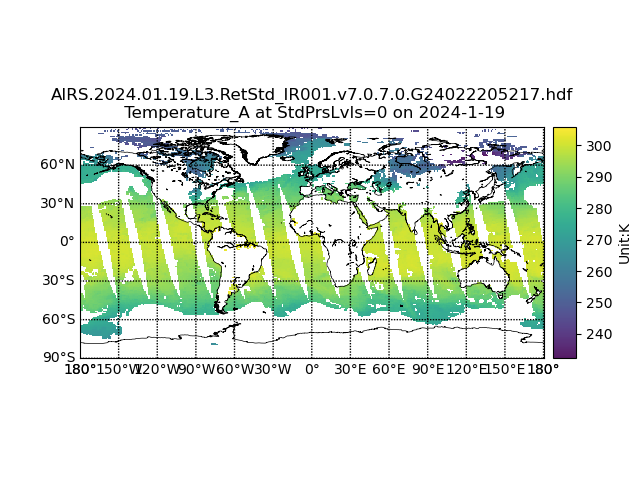 AIRS.2024.01.19.L3.RetStd_IR001.v7.0.7.0.G24022205217.hdf
Temperature_A at StdPrsLvls=0 on 2024-1-19
60°N
30°N
0°
30°S
60°S
90°S
180°150°W120°W90°W60°W30°W 0° 30°E 60°E 90°E 120°E150°E180°
300
290
280
270
260
250
240
Unit:K